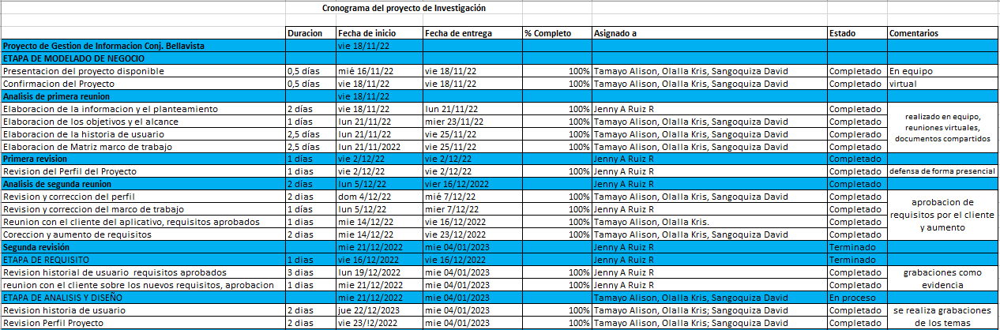 Cronograma del proyecto de Investigación
Duracion Fecha de inicio Fecha de entrega % Completo Asignado a Estado Comentarios
Proyecto de Gestion de Informacion Conj. Bellavista vie 18/11/22
ETAPA DE MODELADO DE NEGOCIO
Presentacion del proyecto disponible 0,5 días mié 16/11/22 vie 18/11/22 100% Tamayo Alison, Olalla Kris, Sangoquiza David Completado En equipo
Confirmacion del Proyecto 0,5 días vie 18/11/22 vie 18/11/22 100% Tamayo Alison, Olalla Kris, Sangoquiza David Completado virtual
Analisis de primera reunion vie 18/11/22
Elaboracion de la informacion y el planteamiento 2 días vie 18/11/22 lun 21/11/22 100% Jenny A Ruiz R Completado
Elaboracion de los objetivos y el alcance 1 días lun 21/11/22 mier 23/11/22 100% Tamayo Alison, Olalla Kris, Sangoquiza David Completado
Elaboracion de la historia de usuario 2,5 días lun 21/11/22 vie 25/11/22 100% Tamayo Alison, Olalla Kris, Sangoquiza David Completado
Elaboracion de Matriz marco de trabajo 2,5 días lun 21/11/2022 vie 25/11/22 100% Tamayo Alison, Olalla Kris, Sangoquiza David Completado
realizado en equipo,
reuniones virtuales,
documentos compartidos
Primera revision 1 días vie 2/12/22 vie 2/12/22 Jenny A Ruiz R Completado
Revision del Perfil del Proyecto 1 dias vie 2/12/22 vie 2/12/22 100% Jenny A Ruiz R Completado defensa de forma presencial
Analisis de segunda reunion 2 días lun 5/12/22 vier 16/12/2022 Jenny A Ruiz R Completado
Revision y correccion del perfil 2 dias dom 4/12/22 mié 7/12/22 100% Tamayo Alison, Olalla Kris, Sangoquiza David Completado
Revision y correccion del marco de trabajo 1 días lun 5/12/22 mier 7/12/22 100% Jenny A Ruiz R Completado
Reunion con el cliente del aplicativo, requisitos aprobados 1 dias mie 14/12/22 vie 16/12/2022 100% Tamayo Alison, Olalla Kris. Completado
Coreccion y aumento de requisitos 2 dias mie 14/12/22 vie 23/12/2022 100% Tamayo Alison, Olalla Kris, Sangoquiza David Completado
aprobacion de
requisitos por el cliente
y aumento
Segunda revisión mie 21/12/2022 mie 04/01/2023 Jenny A Ruiz R Terminado
ETAPA DE REQUISITO 1 dias vie 16/12/2022 vie 16/12/2022 Jenny A Ruiz R Terminado
Revision historial de usuario requisitos aprobados 3 dias lun 19/12/2022 mie 04/01/2023 100% Jenny A Ruiz R Completado
reunion con el cliente sobre los nuevos requisitos, aprobacion 1 dias mie 21/12/2022 mie 04/01/2023 100% Jenny A Ruiz R Completado
grabaciones como
evidencia
ETAPA DE ANALISIS Y DISEÑO mie 21/12/2022 mie 04/01/2023 Tamayo Alison, Olalla Kris, Sangoquiza David En proceso
Revision historia de usuario 2 dias jue 22/12/2023 mie 04/01/2023 100% Tamayo Alison, Olalla Kris, Sangoquiza David Completado
Revision Perfil Proyecto 2 dias vie 23/!2/2022 mie 04/01/2023 100% Tamayo Alison, Olalla Kris, Sangoquiza David Completado
se realiza grabaciones
de los temas